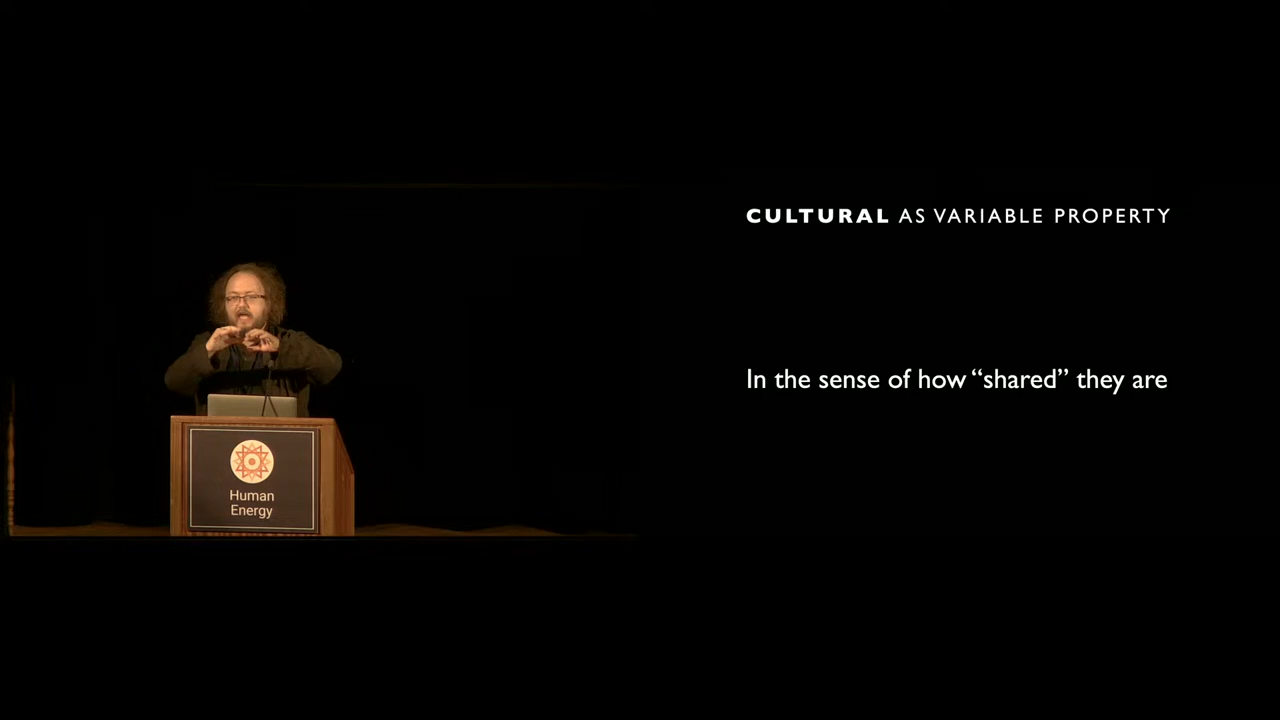 CULTURAL AS VARIABLE PROPERTY
In the sense of how “shared” they are
Human
Energy